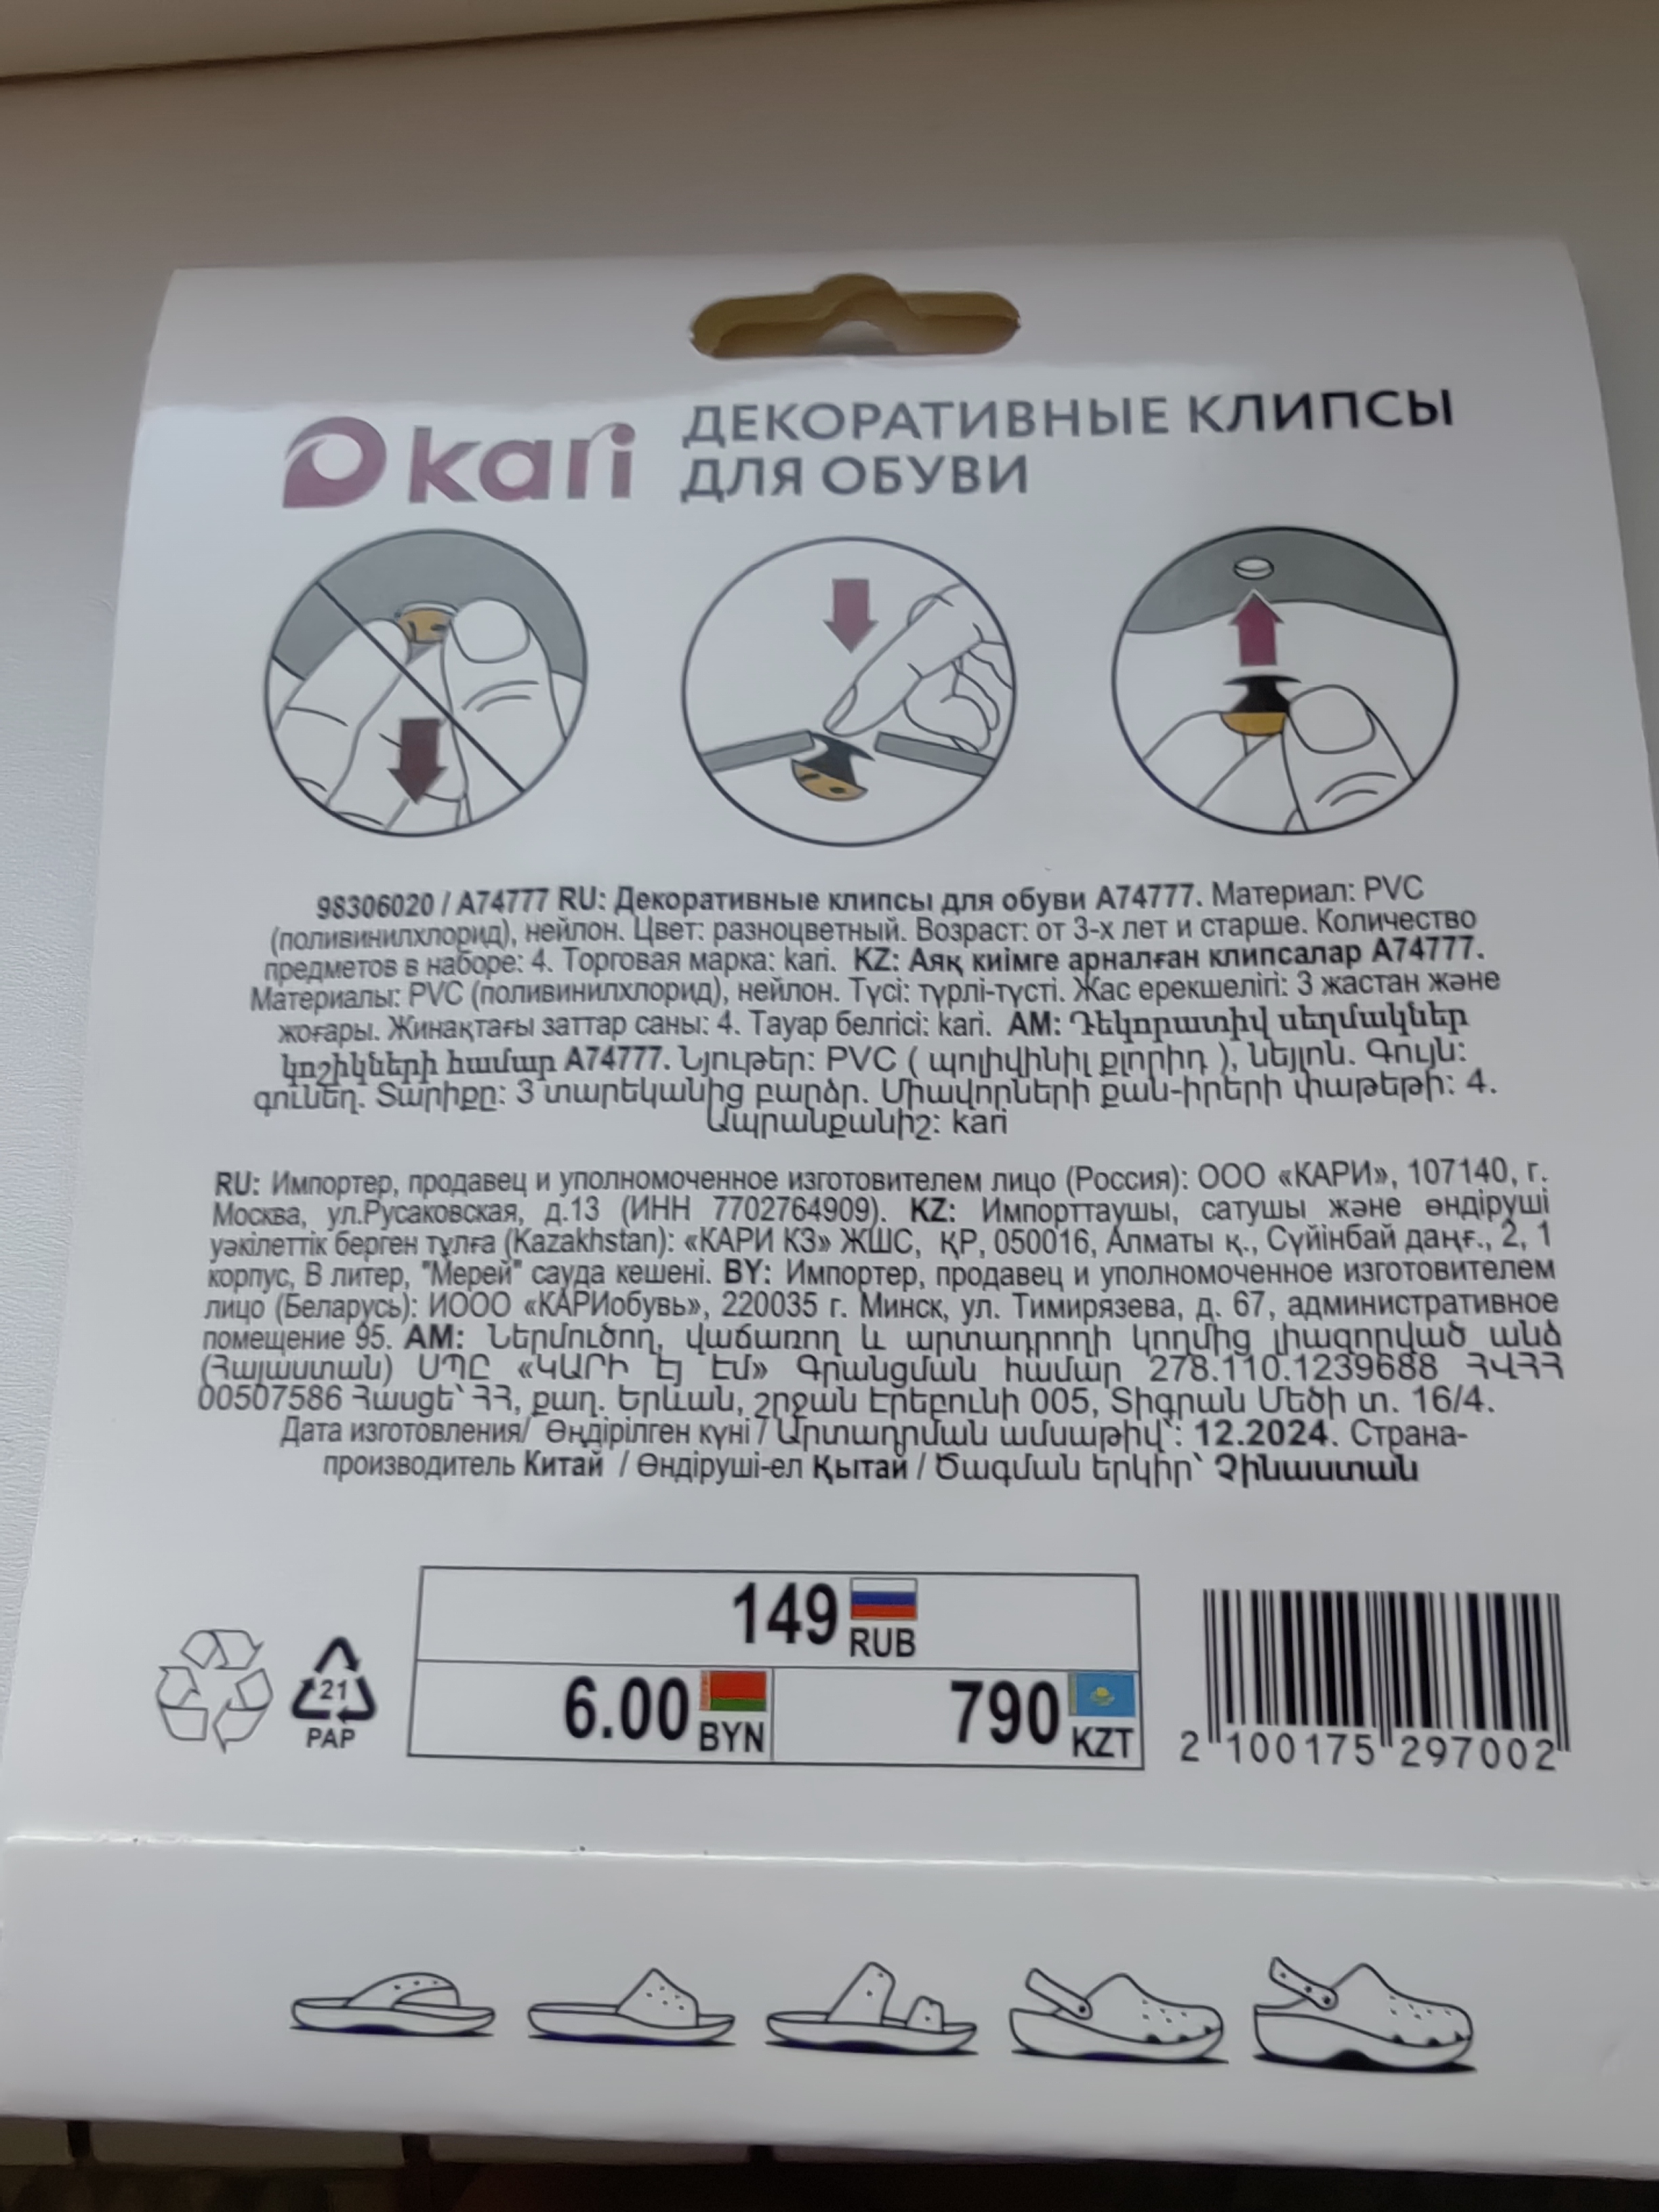 kari
ДЕКОРАТИВНЫЕ КЛИПСЫ
ДЛЯ ОБУВИ
98306020 / A74777 RU: Декоративные клипсы для обуви A74777. Материал: PVC
(поливинилхлорид), нейлон. Цвет: разноцветный. Возраст: от 3-х лет и старше. Количество
предметов в наборе: 4. Торговая марка: kari. KZ: Аяқ киімге арналған клипсалар A74777.
Материалы: PVC (поливинилхлорид), нейлон. Түсі: түрлі-түсті. Жас ерекшелігі: 3 жастан және
жоғары. Жинақтағы заттар саны: 4. Тауар белгісі: kari. AM: Դեկորատիվ սեղմակներ
կոշիկների համար A74777. Նյութեր: PVC ( պոլիվինիլ քլորիդ ), նեյլոն. Գույն:
գունեղ. Տարիքը: 3 տարեկանից բարձր. Միավորների քան-իրերի փաթեթի: 4.
Ապրանքանիշ: kari
RU: Импортер, продавец и уполномоченное изготовителем лицо (Россия): ООО «КАРИ», 107140, г.
Москва, ул.Русаковская, д.13 (ИНН 7702764909). KZ: Импорттаушы, сатушы және өндіруші
уәкілеттік берген тұлға (Kazakhstan): «КАРИ КЗ» ЖШС, ҚР, 050016, Алматы қ., Сүйінбай даңғ., 2, 1
корпус, В литер, "Мерей" сауда кешені. BY: Импортер, продавец и уполномоченное изготовителем
лицо (Беларусь): ИООО «КАРИобувь», 220035 г. Минск, ул. Тимирязева, д. 67, административное
помещение 95. AM: Ներմուծող, վաճառող և արտադրողի կողմից լիազորված անձ
(Հայաստան) ՍՊԸ «ԿԱՐԻ Էյ Էմ» Գրանցման համար 278.110.1239688 ՀՎՀՀ
00507586 Հասցե՝ ՀՀ, քաղ. Երևան, շրջան Էրեբունի 005, Տիգրան Մեծի տ. 16/4.
Дата изготовления/ Өндірілген күні / Արտադրման ամսաթիվ՝: 12.2024. Страна-
производитель Китай / Өндіруші-ел Қытай / Ծագման երկիր՝ Չինաստան
149 RUB
6.00 BYN 790 KZT
21
PAP
2 100175 297002